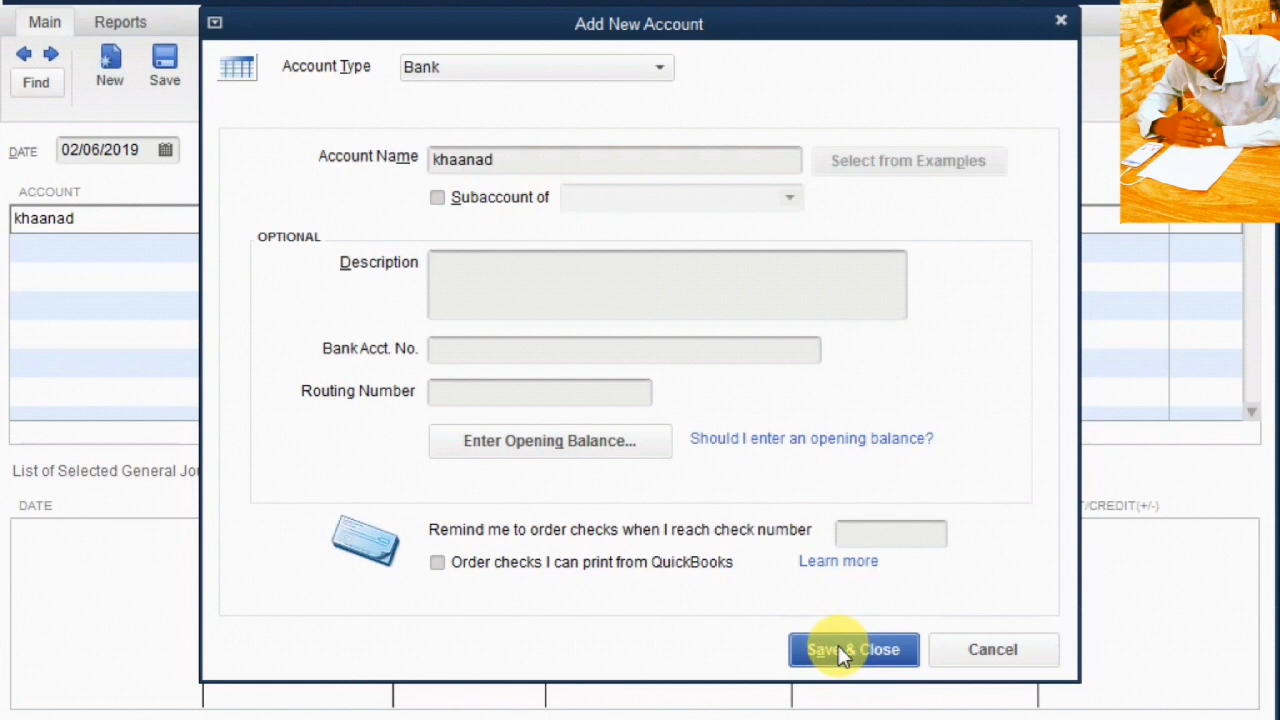 Add New Account
Main Reports
Find New Save
DATE 02/06/2019
ACCOUNT
khaanad
List of Selected General Jo
DATE
/CREDIT(+/-)
Account Type Bank
Account Name khaanad Select from Examples
Subaccount of
OPTIONAL
Description
Bank Acct. No.
Routing Number
Enter Opening Balance... Should I enter an opening balance?
Remind me to order checks when I reach check number
Order checks I can print from QuickBooks Learn more
Save & Close Cancel